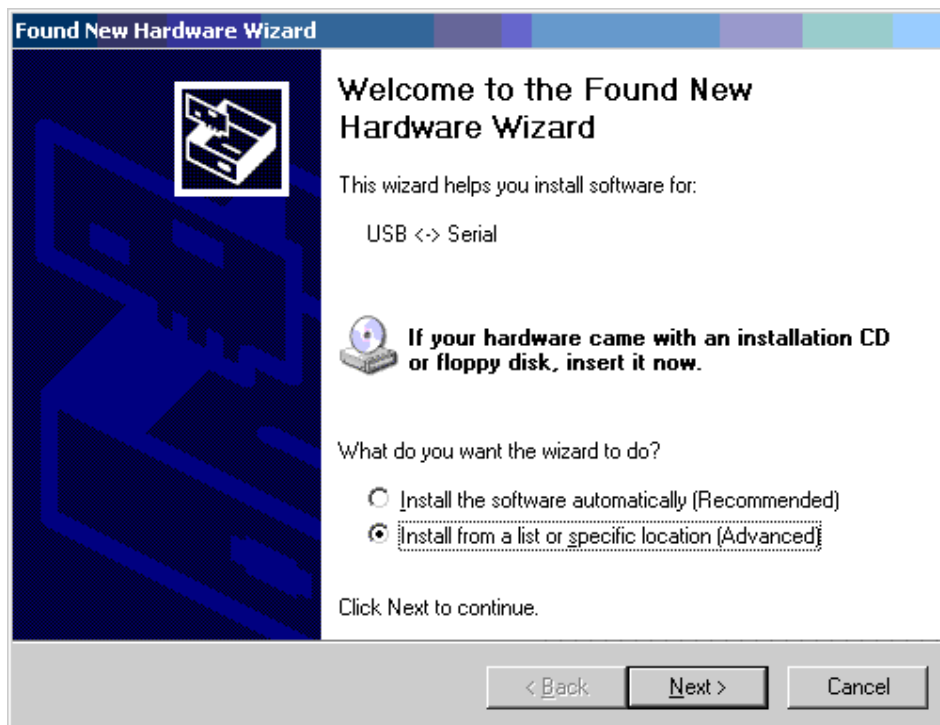 Found New Hardware Wizard
Welcome to the Found New
Hardware Wizard
This wizard helps you install software for:
USB <-> Serial
If your hardware came with an installation CD
or floppy disk, insert it now.
What do you want the wizard to do?
Install the software automatically (Recommended)
Install from a list or specific location (Advanced)
Click Next to continue.
< Back
Next >
Cancel